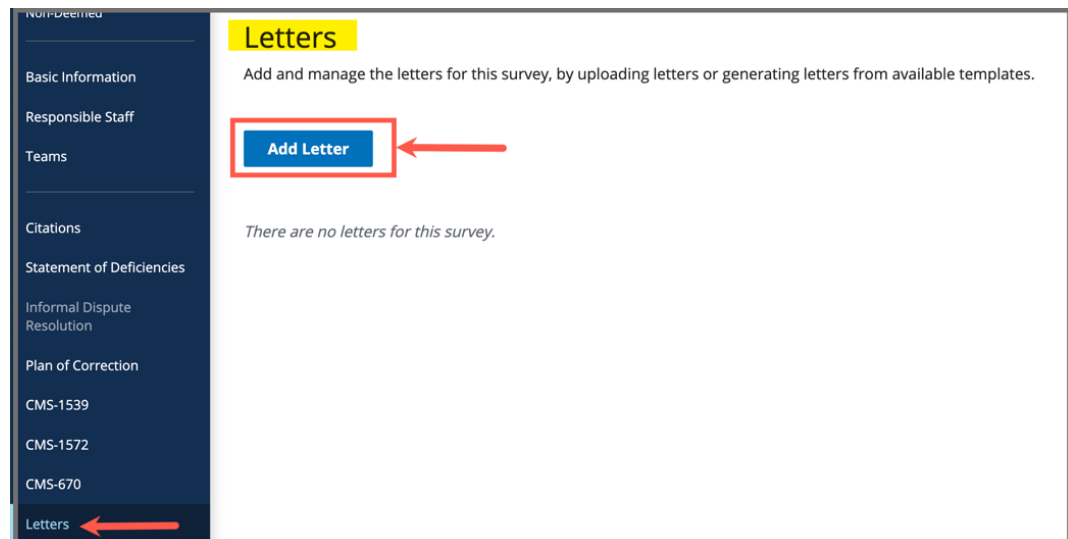 Non-Deemed
Basic Information
Responsible Staff
Teams
Citations
Statement of Deficiencies
Informal Dispute
Resolution
Plan of Correction
CMS-1539
CMS-1572
CMS-670
Letters
Letters
Add and manage the letters for this survey, by uploading letters or generating letters from available templates.
Add Letter
There are no letters for this survey.